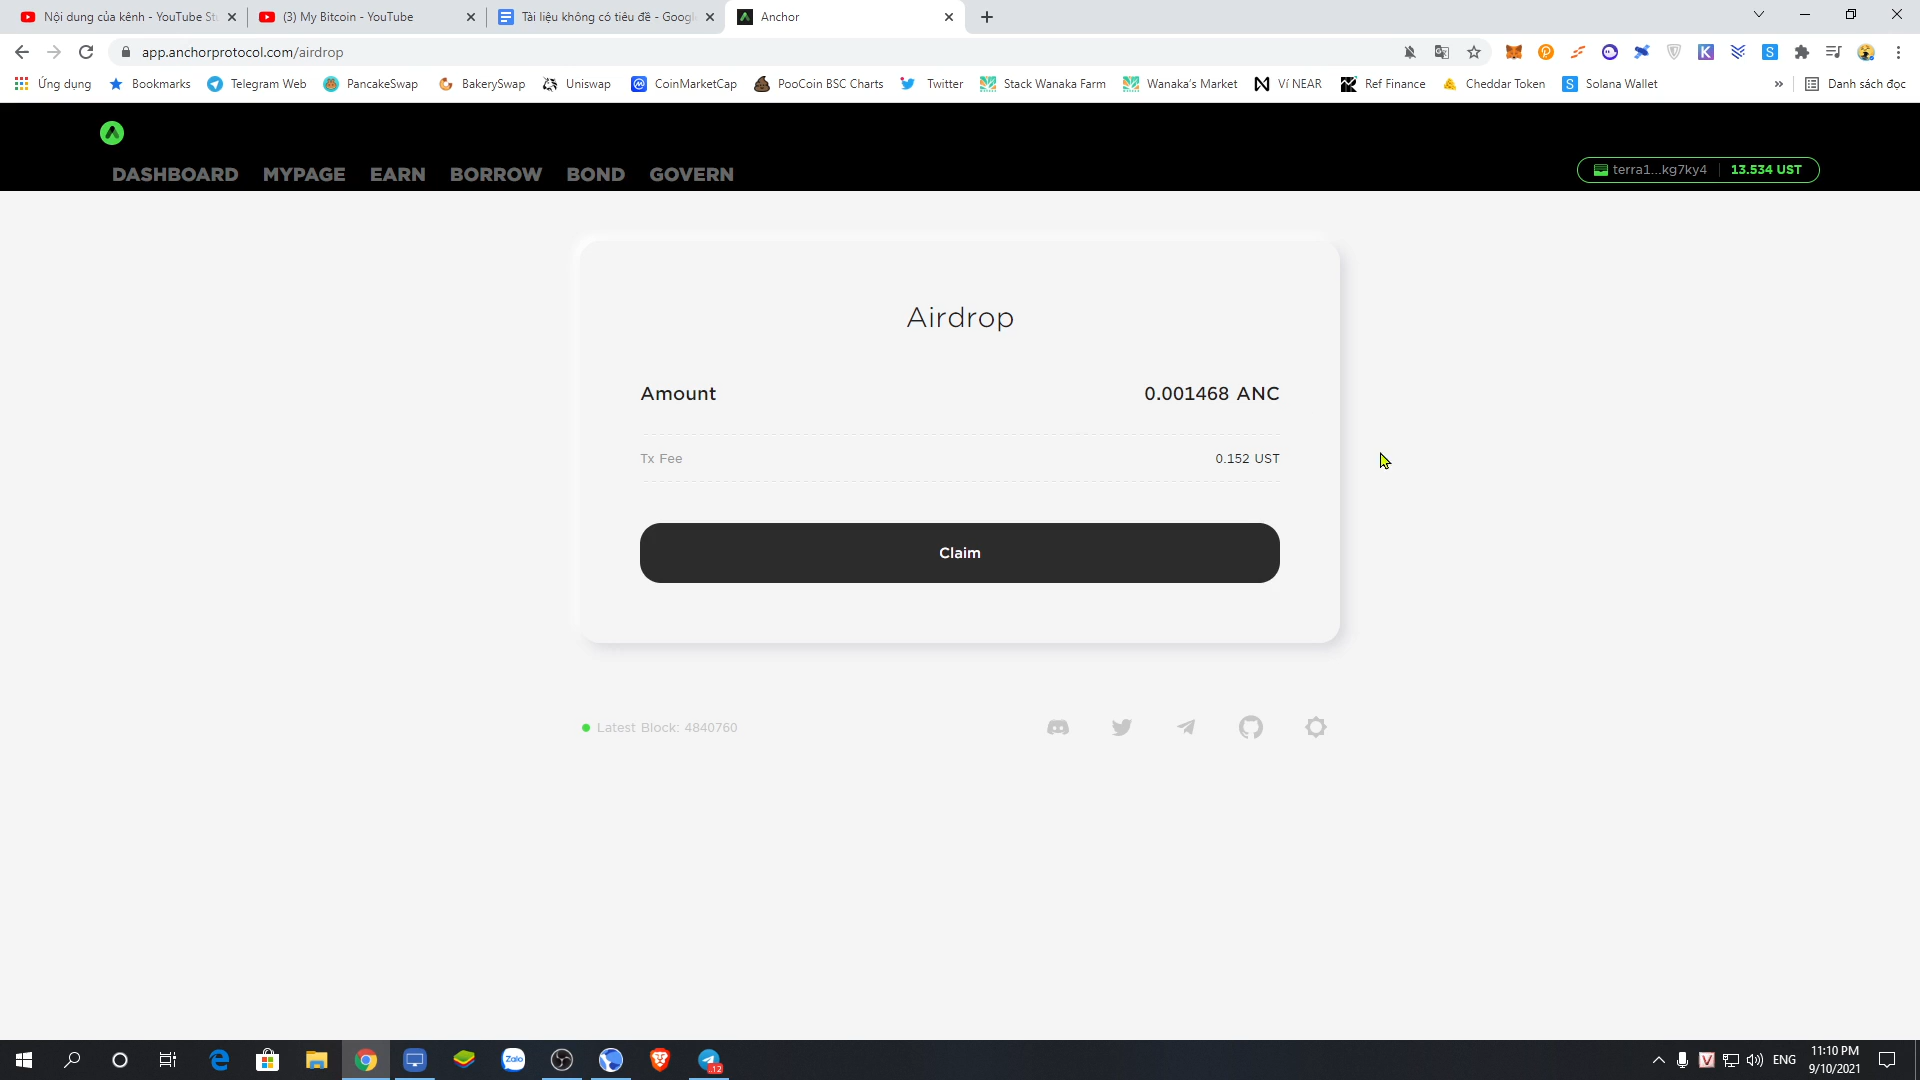 Nội dung của kênh - YouTube St
(3) My Bitcoin - YouTube
Tài liệu không có tiêu đề - Googl
Anchor
app.anchorprotocol.com/airdrop
Ứng dụng
Bookmarks
Telegram Web
PancakeSwap
BakerySwap
Uniswap
CoinMarketCap
PooCoin BSC Charts
Twitter
Stack Wanaka Farm
Wanaka's Market
Ví NEAR
Ref Finance
Cheddar Token
Solana Wallet
»
Danh sách đọc
DASHBOARD MYPAGE EARN BORROW BOND GOVERN
terra1...kg7ky4 13.534 UST
Airdrop
Amount 0.001468 ANC
Tx Fee 0.152 UST
Claim
Latest Block: 4840760
Zalo
12
ENG
11:10 PM
9/10/2021